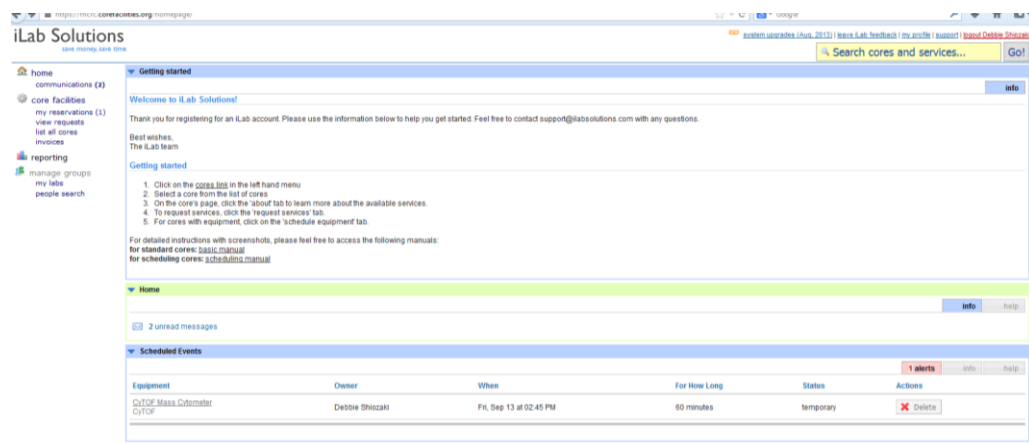 https://mcic.corefacilities.org/homepage/
Google
iLab Solutions
save money, save time
system upgrades (Aug, 2013) | leave iLab feedback | my profile | support | logout Debbie Shiozaki
Search cores and services...
Go!
home
communications (2)
core facilities
my reservations (1)
view requests
list all cores
invoices
reporting
manage groups
my labs
people search
Getting started
info
Welcome to iLab Solutions!
Thank you for registering for an iLab account. Please use the information below to help you get started. Feel free to contact support@ilabsolutions.com with any questions.
Best wishes,
The iLab team
Getting started
1. Click on the cores link in the left hand menu
2. Select a core from the list of cores
3. On the core's page, click the 'about' tab to learn more about the available services.
4. To request services, click the 'request services' tab.
5. For cores with equipment, click on the 'schedule equipment' tab.
For detailed instructions with screenshots, please feel free to access the following manuals:
for standard cores: basic manual
for scheduling cores: scheduling manual
Home
info help
2 unread messages
Scheduled Events
1 alerts info help
Equipment Owner When For How Long Status Actions
CyTOF Mass Cytometer Debbie Shiozaki Fri, Sep 13 at 02:45 PM 60 minutes temporary Delete
CyTOF